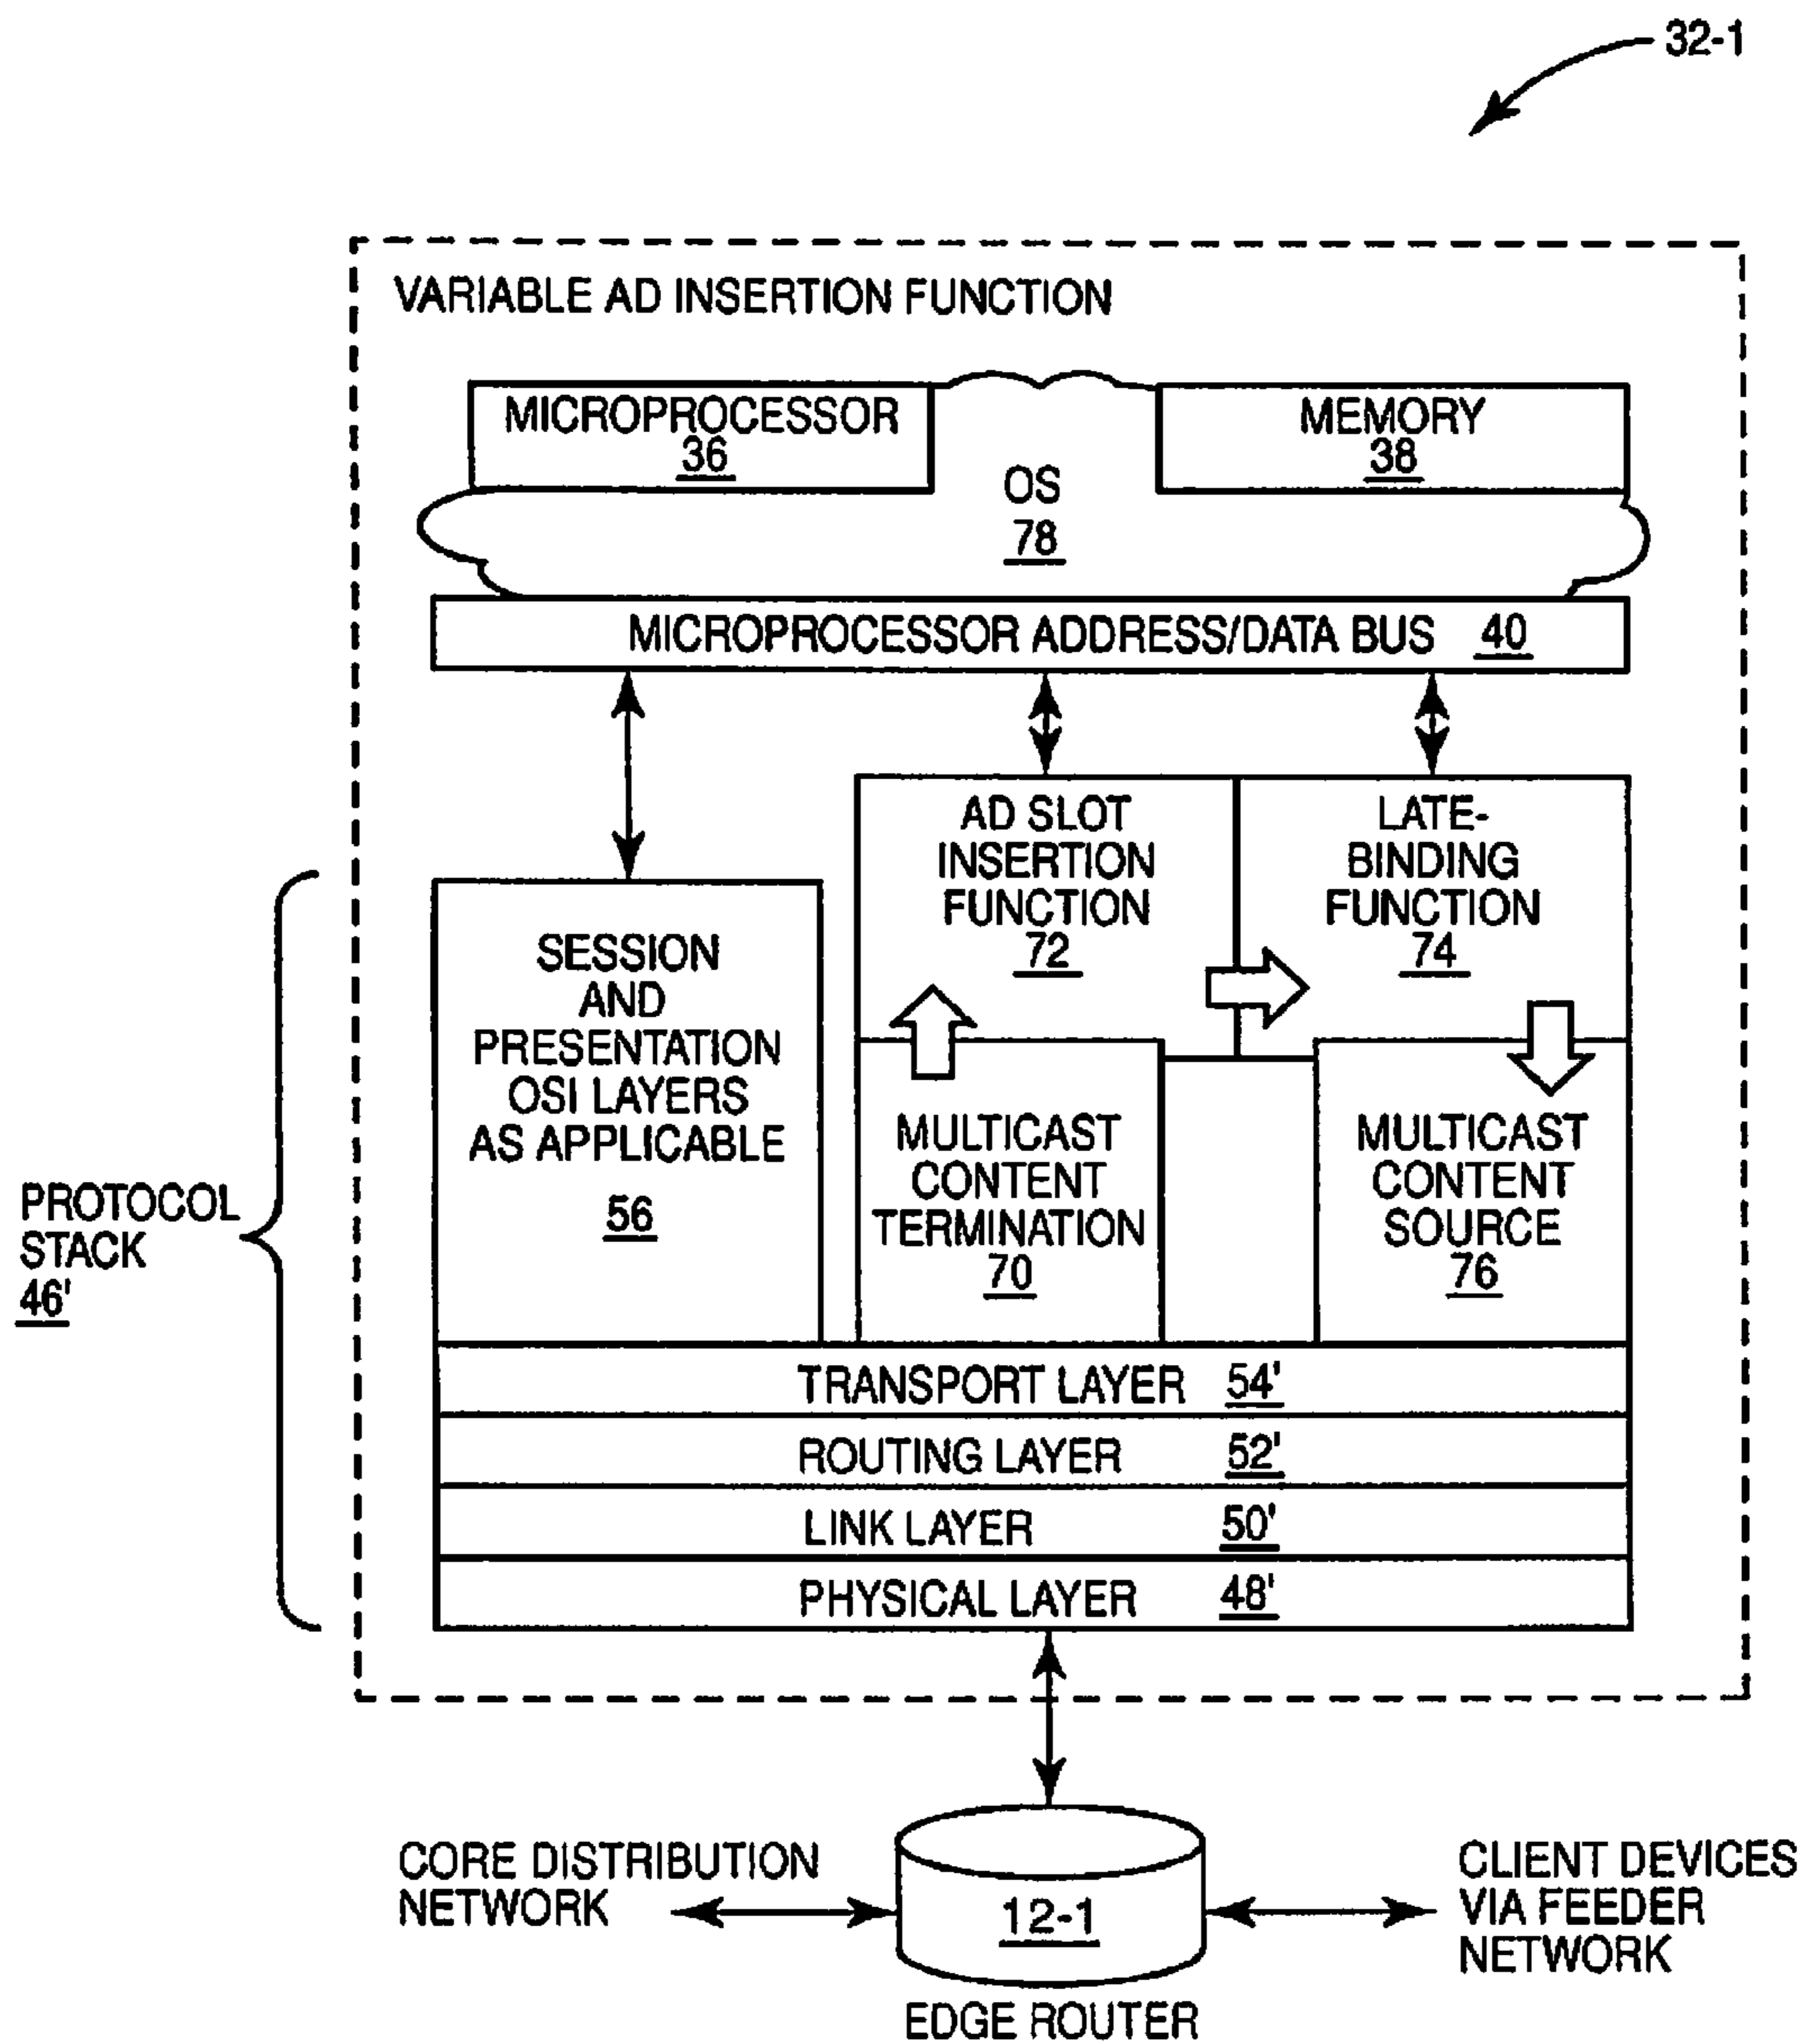 32-1
VARIABLE AD INSERTION FUNCTION
MICROPROCESSOR
36
MEMORY
38
OS
78
MICROPROCESSOR ADDRESS/DATA BUS 40
AD SLOT
INSERTION
FUNCTION
72
LATE-
BINDING
FUNCTION
74
SESSION
AND
PRESENTATION
OSI LAYERS
AS APPLICABLE
56
MULTICAST
CONTENT
TERMINATION
70
MULTICAST
CONTENT
SOURCE
76
PROTOCOL
STACK
46'
TRANSPORT LAYER 54'
ROUTING LAYER 52'
LINK LAYER 50'
PHYSICAL LAYER 48'
CORE DISTRIBUTION
NETWORK
12-1
CLIENT DEVICES
VIA FEEDER
NETWORK
EDGE ROUTER